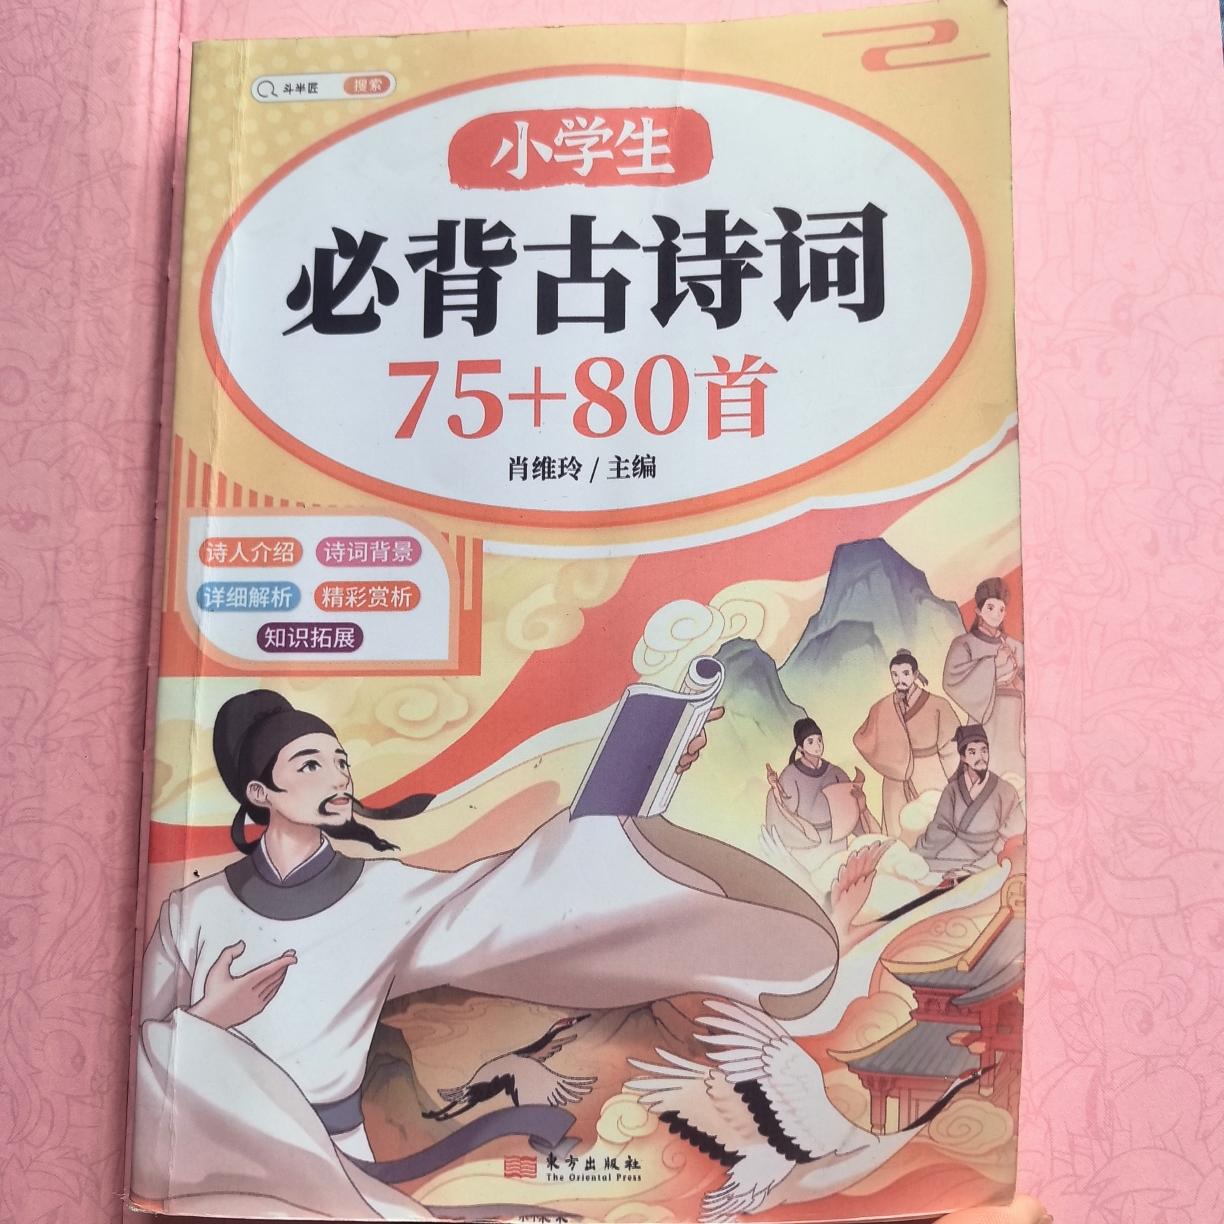 斗半匠 搜索
小学生
必背古诗词
75+80首
肖维玲 / 主编
诗人介绍 诗词背景
详细解析 精彩赏析
知识拓展
东方出版社
The Oriental Press